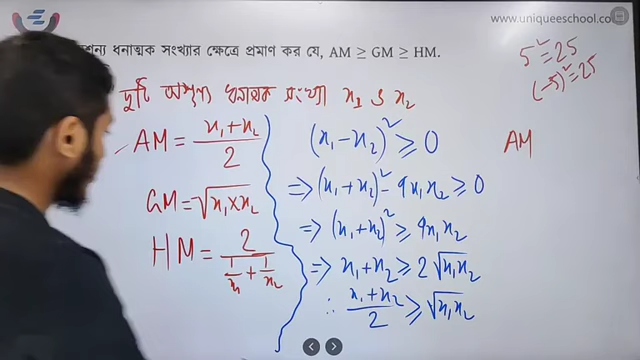 www.uniqueeschool.co
শূন্য ধনাত্মক সংখ্যার ক্ষেত্রে প্রমাণ কর যে, AM ≥ GM ≥ HM.
5² = 25
(-5)² = 25
দুটি অশূন্য ধনাত্মক সংখ্যা x₁ ও x₂
AM = (x₁+x₂)/2
GM = √(x₁×x₂)
HM = 2/(1/x₁ + 1/x₂)
(x₁-x₂)² ≥ 0
⇒ (x₁+x₂)² - 4x₁x₂ ≥ 0
⇒ (x₁+x₂)² ≥ 4x₁x₂
⇒ x₁+x₂ ≥ 2√x₁x₂
∴ (x₁+x₂)/2 ≥ √x₁x₂
AM